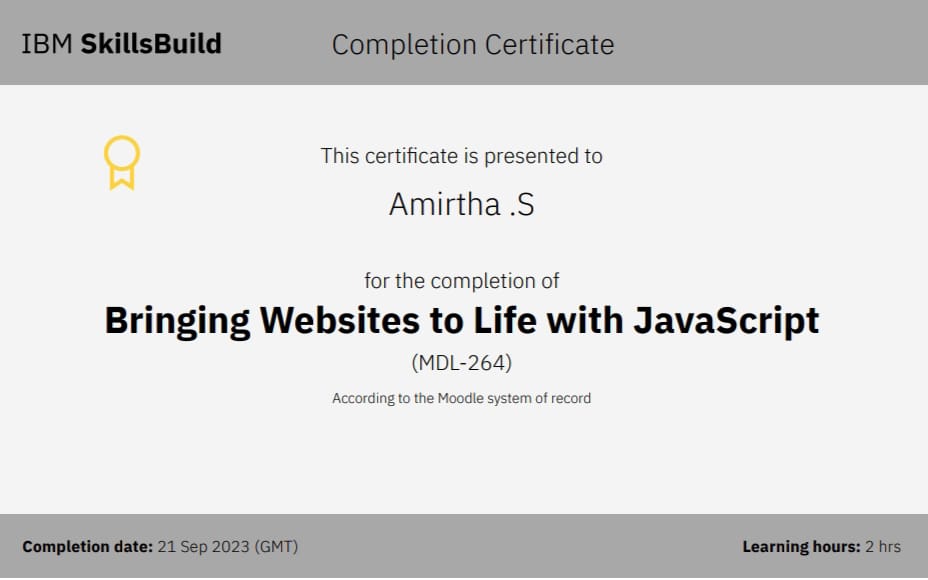 IBM SkillsBuild
Completion Certificate
This certificate is presented to
Amirtha .S
for the completion of
Bringing Websites to Life with JavaScript
(MDL-264)
According to the Moodle system of record
Completion date: 21 Sep 2023 (GMT)
Learning hours: 2 hrs